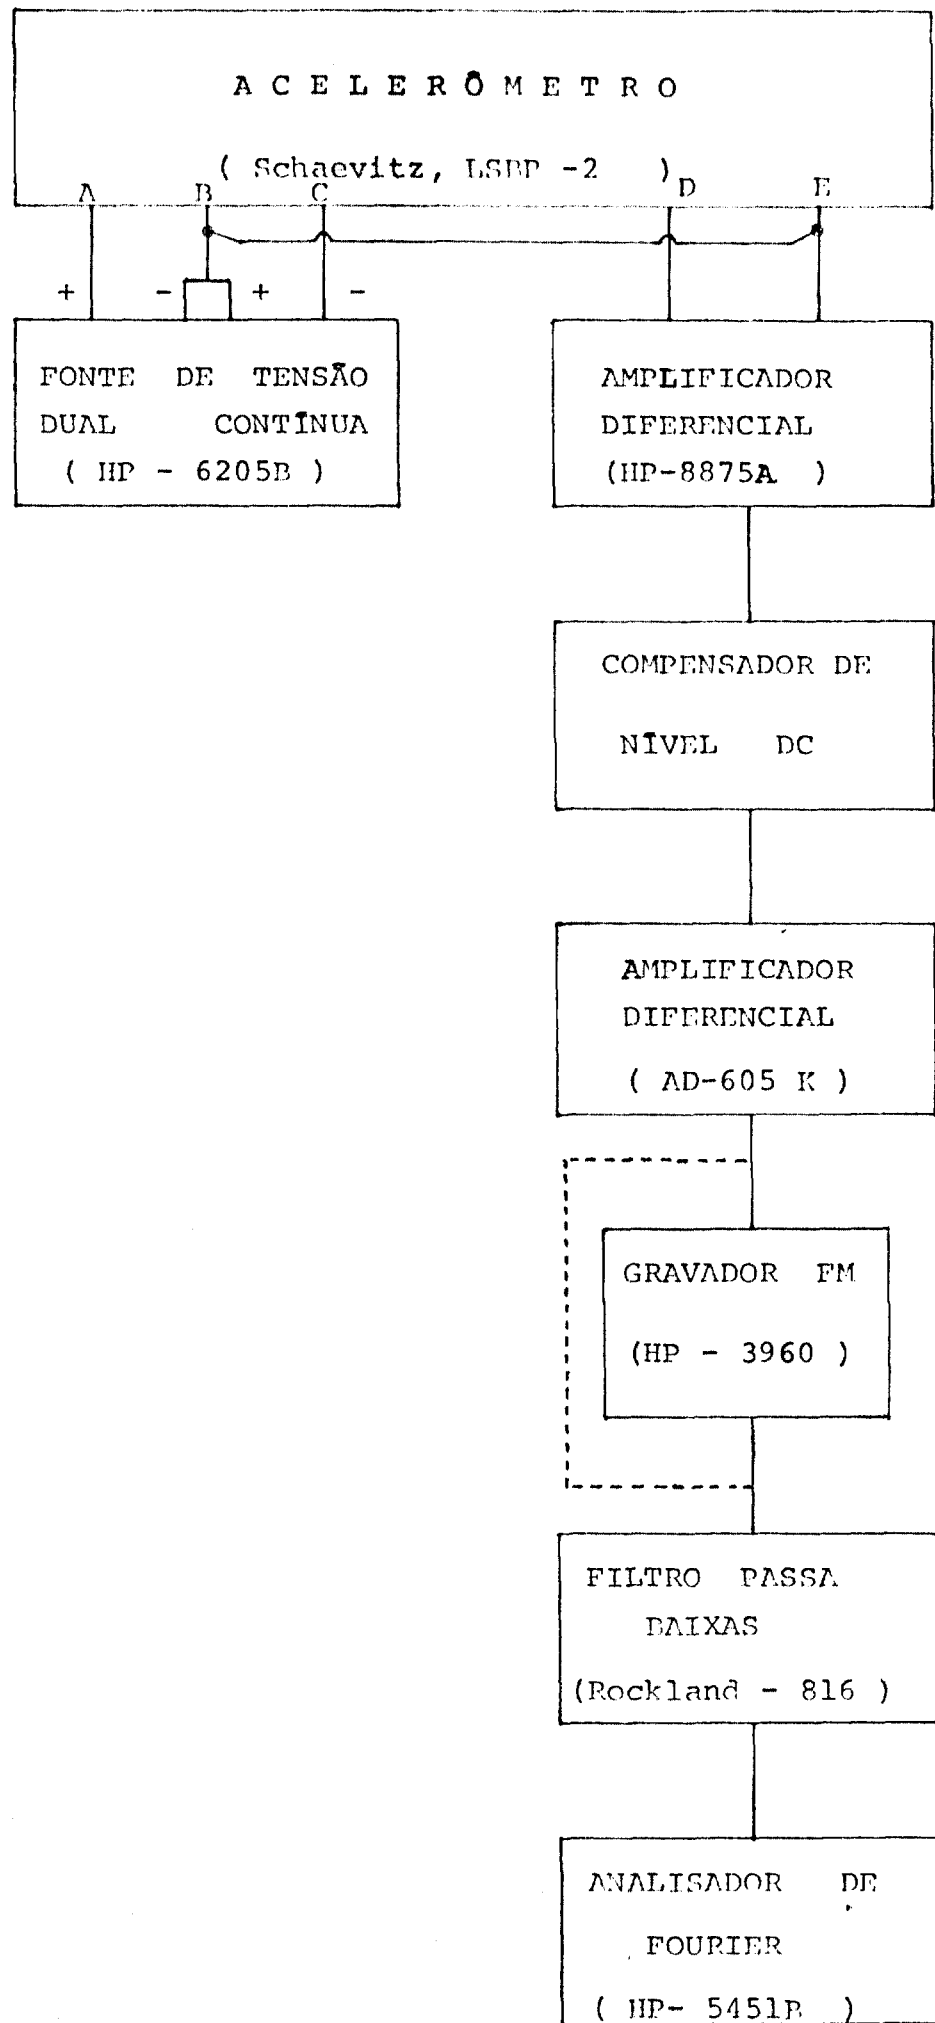 ACELERÔMETRO
( Schaevitz, LSBP -2 )
A B C D E
+ - + -
FONTE DE TENSÃO
DUAL CONTÍNUA
( HP - 6205B )
AMPLIFICADOR
DIFERENCIAL
(HP-8875A )
COMPENSADOR DE
NÍVEL DC
AMPLIFICADOR
DIFERENCIAL
( AD-605 K )
GRAVADOR FM
(HP - 3960 )
FILTRO PASSA
BAIXAS
(Rockland - 816 )
ANALISADOR DE
FOURIER
( HP- 5451B )